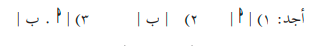 أجد: ١) |أ| ٢) | ب | ٣) |أ . ب |